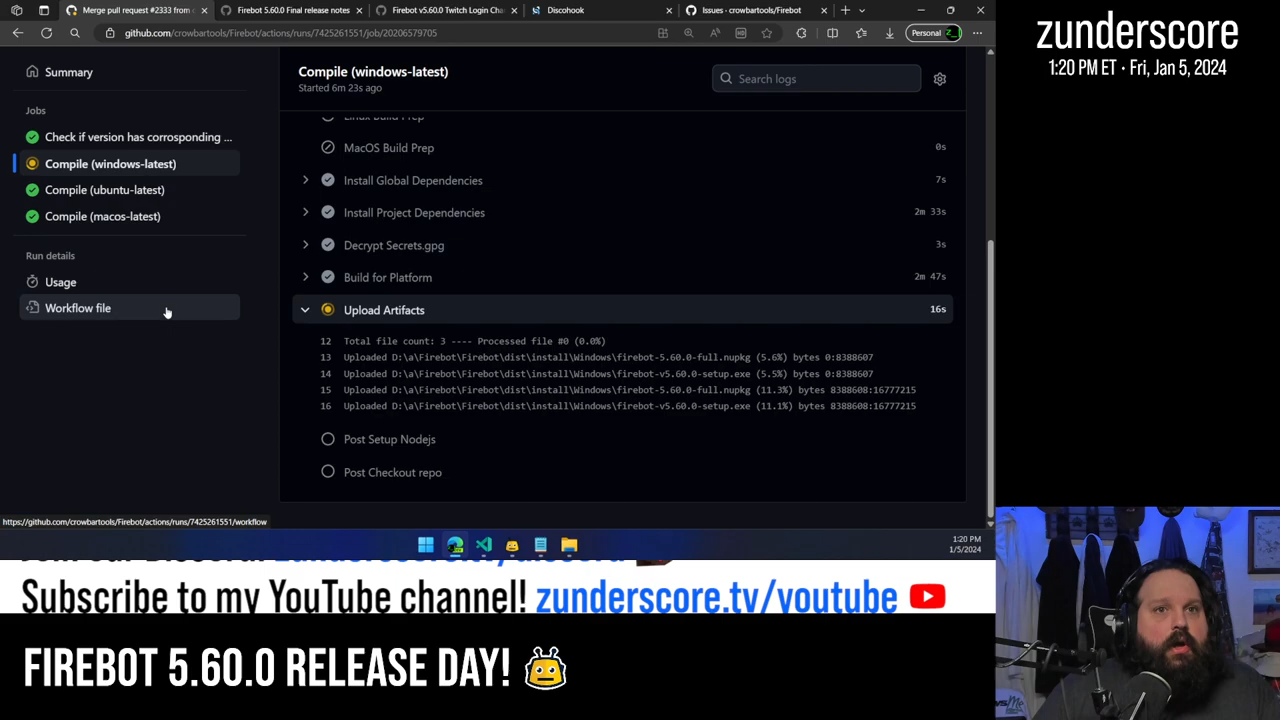 Merge pull request #2333 from c
Firebot 5.60.0 Final release notes
Firebot v5.60.0 Twitch Login Cha
Discohook
Issues · crowbartools/Firebot
github.com/crowbartools/Firebot/actions/runs/7425261551/job/20206579705
Personal
Summary
Jobs
Check if version has corrosponding ...
Compile (windows-latest)
Compile (ubuntu-latest)
Compile (macos-latest)
Run details
Usage
Workflow file
Compile (windows-latest)
Started 6m 23s ago
Search logs
Linux Build Prep
MacOS Build Prep 0s
Install Global Dependencies 7s
Install Project Dependencies 2m 33s
Decrypt Secrets.gpg 3s
Build for Platform 2m 47s
Upload Artifacts 16s
12 Total file count: 3 ---- Processed file #0 (0.0%)
13 Uploaded D:\a\Firebot\Firebot\dist\install\Windows\firebot-5.60.0-full.nupkg (5.6%) bytes 0:8388607
14 Uploaded D:\a\Firebot\Firebot\dist\install\Windows\firebot-v5.60.0-setup.exe (5.5%) bytes 0:8388607
15 Uploaded D:\a\Firebot\Firebot\dist\install\Windows\firebot-5.60.0-full.nupkg (11.3%) bytes 8388608:16777215
16 Uploaded D:\a\Firebot\Firebot\dist\install\Windows\firebot-v5.60.0-setup.exe (11.1%) bytes 8388608:16777215
Post Setup Nodejs
Post Checkout repo
https://github.com/crowbartools/Firebot/actions/runs/7425261551/workflow
1:20 PM
1/5/2024
zunderscore
1:20 PM ET • Fri, Jan 5, 2024
Subscribe to my YouTube channel! zunderscore.tv/youtube
FIREBOT 5.60.0 RELEASE DAY!